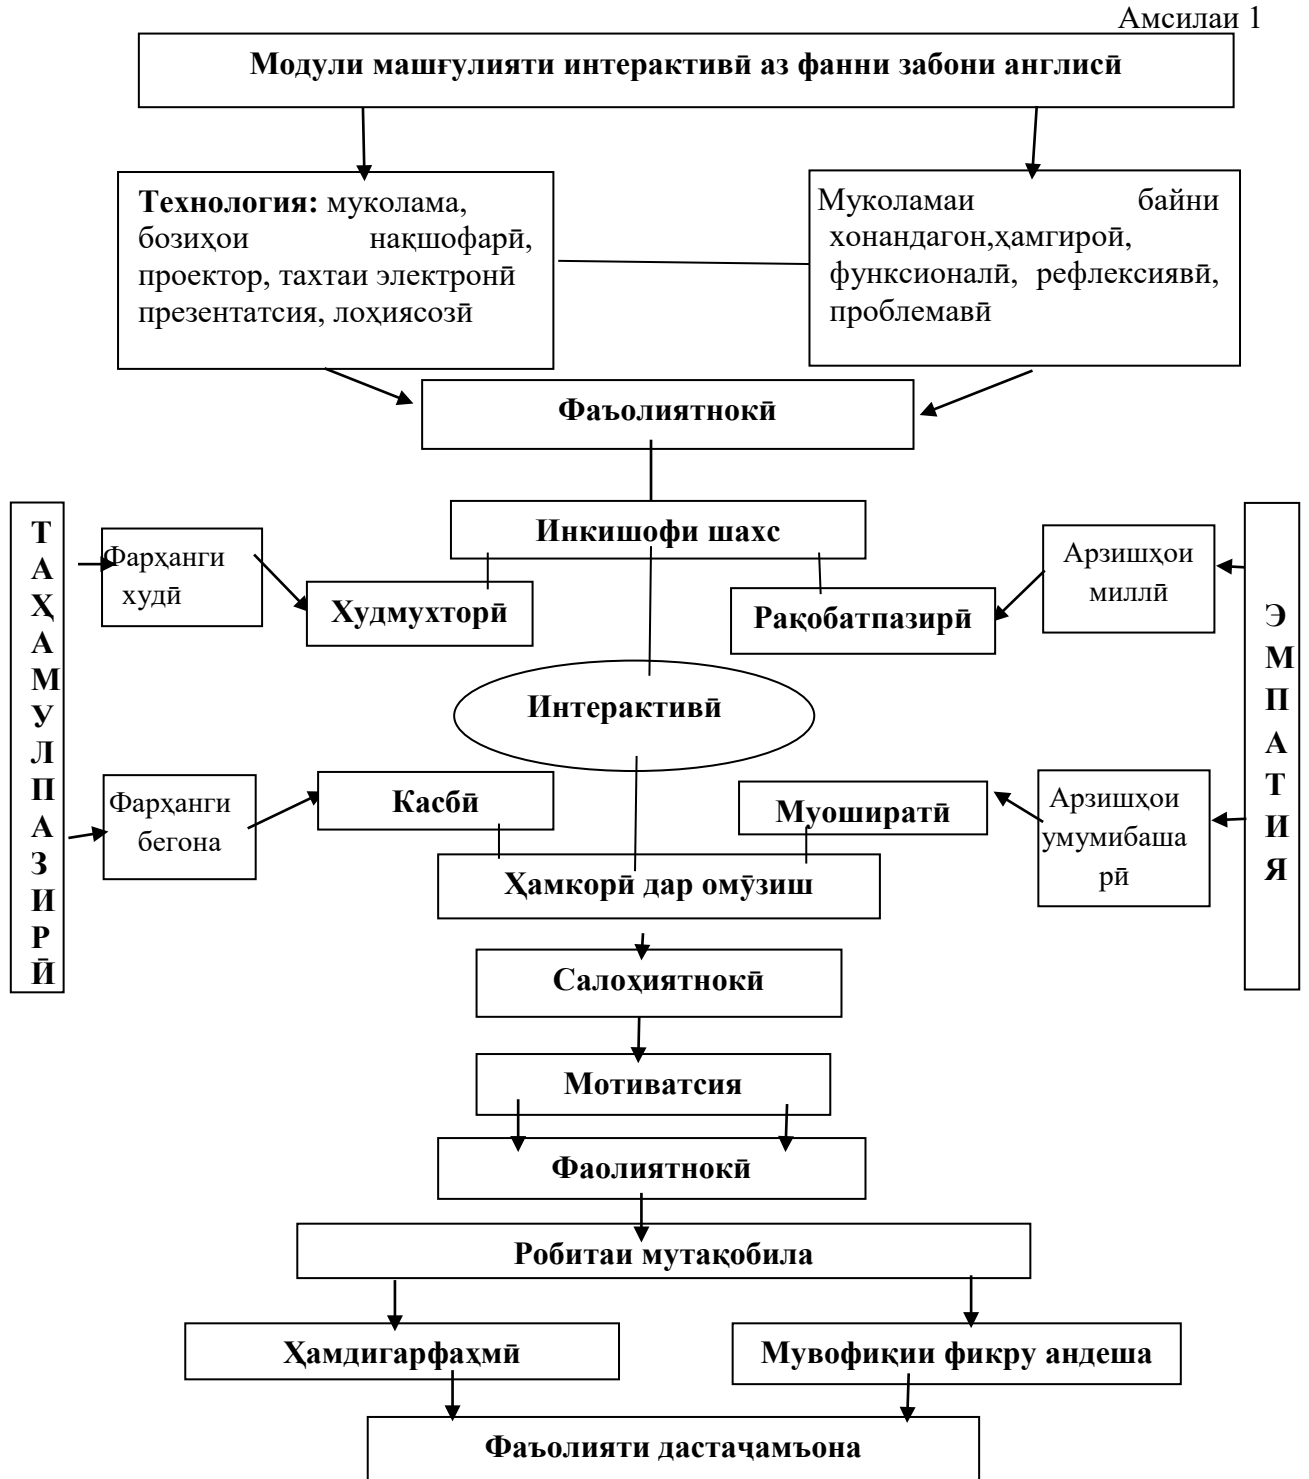 Амсилаи 1
Модули машғулияти интерактивӣ аз фанни забони англисӣ
Технология: муколама,
бозиҳои нақшофарӣ,
проектор, тахтаи электронӣ
презентатсия, лоҳиясозӣ
Муколамаи байни
хонандагон,ҳамгироӣ,
функсионалӣ, рефлексиявӣ,
проблемавӣ
Фаъолиятнокӣ
Инкишофи шахс
Т
А
Ҳ
А
М
У
Л
П
А
З
И
Р
Ӣ
Фарҳанги
худӣ
Худмухторӣ
Рақобатпазирӣ
Арзишҳои
миллӣ
Э
М
П
А
Т
И
Я
Интерактивӣ
Фарҳанги
бегона
Касбӣ
Муоширатӣ
Арзишҳои
умумибаша
рӣ
Ҳамкорӣ дар омӯзиш
Салоҳиятнокӣ
Мотиватсия
Фаолиятнокӣ
Робитаи мутақобила
Ҳамдигарфаҳмӣ
Мувофиқии фикру андеша
Фаъолияти дастаҷамъона